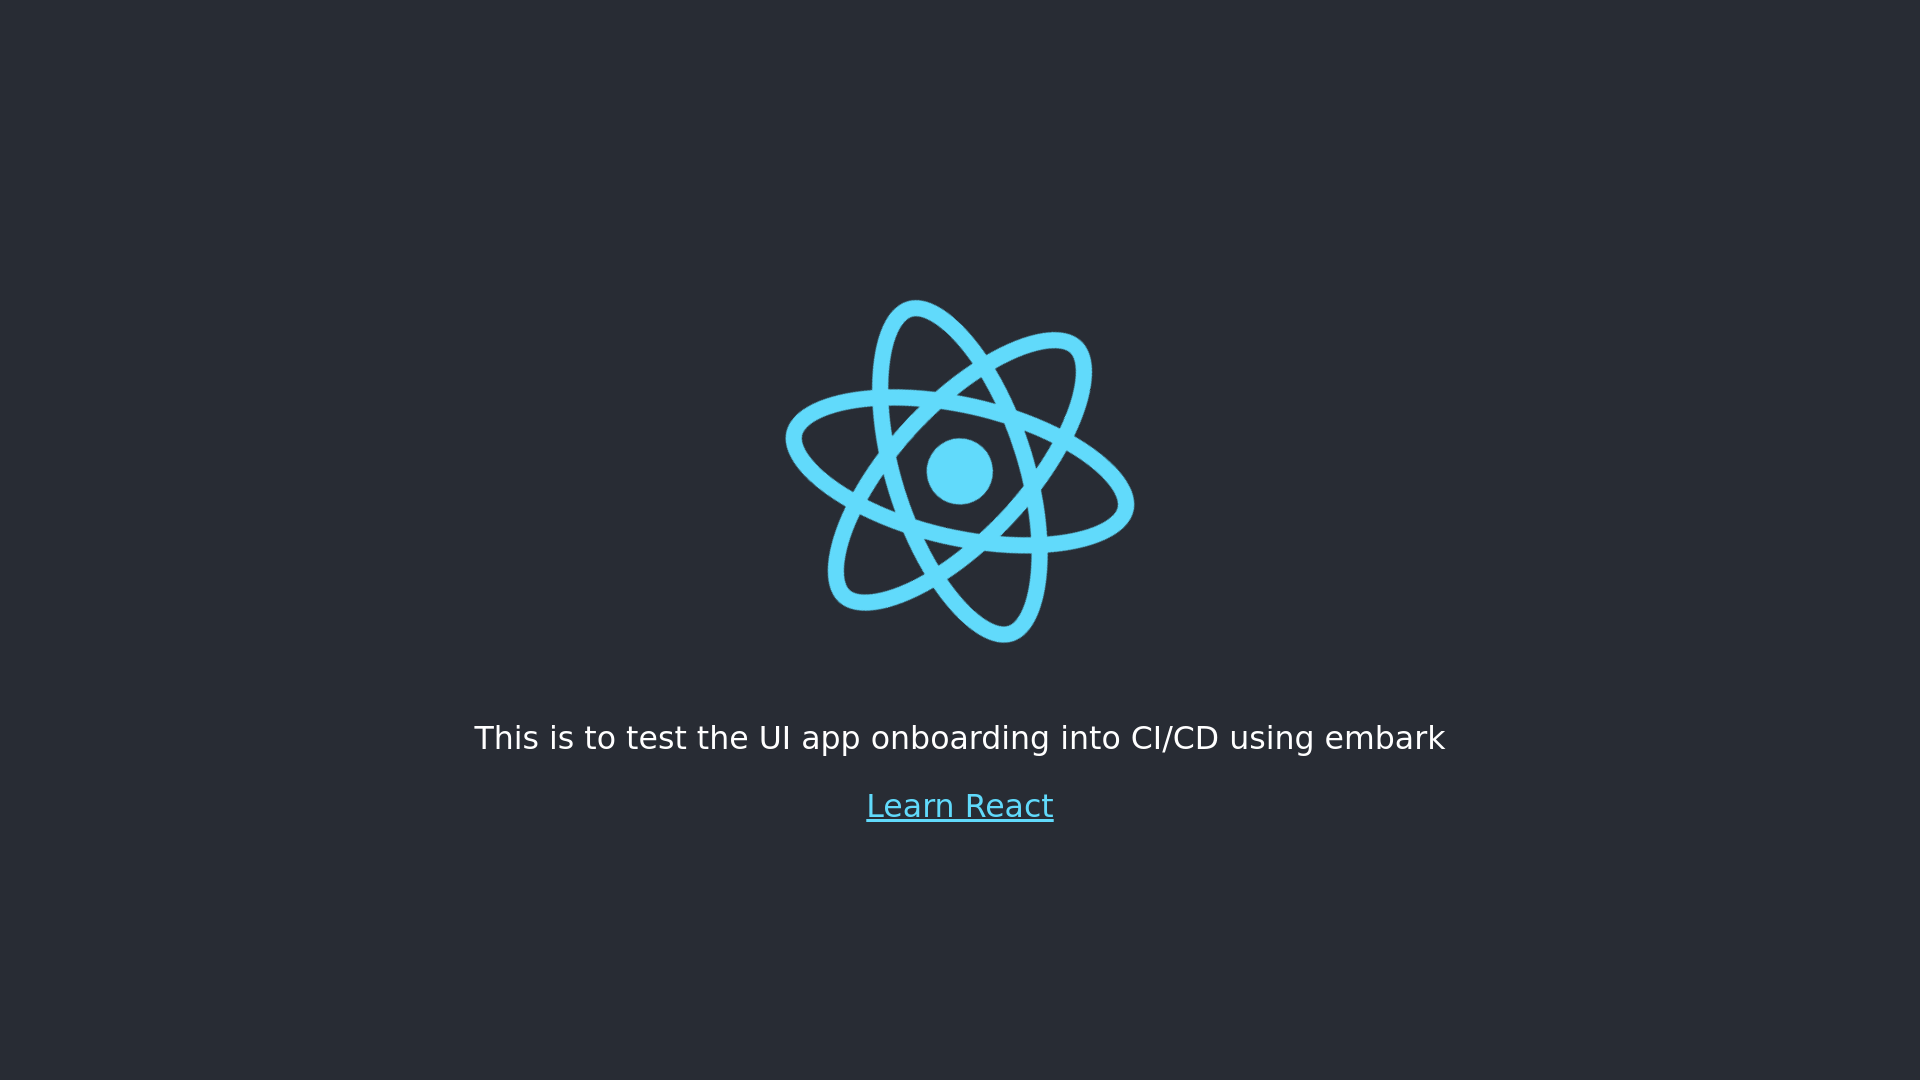 This is to test the UI app onboarding into CI/CD using embark
Learn React